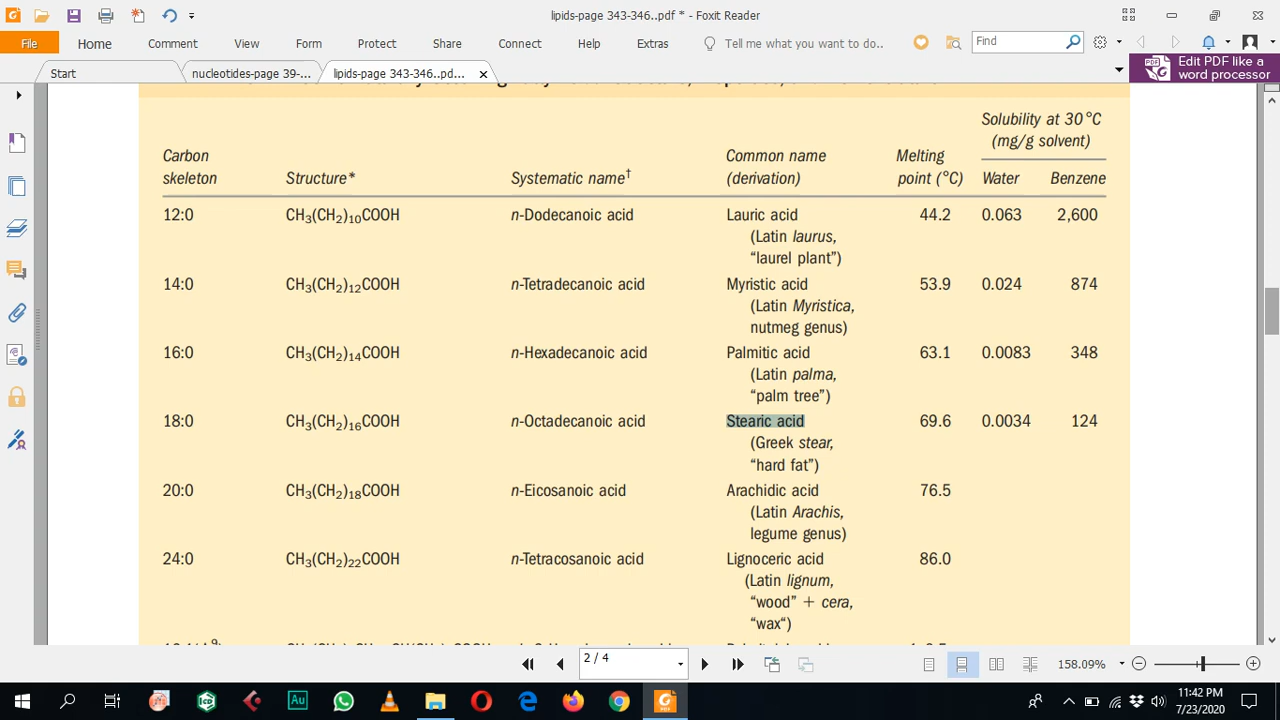 lipids-page 343-346..pdf * - Foxit Reader
File Home Comment View Form Protect Share Connect Help Extras Tell me what you want to do.. Find
Start nucleotides-page 39-... lipids-page 343-346..pd... Edit PDF like a
word processor
Solubility at 30°C
(mg/g solvent)
Carbon Common name Melting
skeleton Structure* Systematic name† (derivation) point (°C) Water Benzene
12:0 CH₃(CH₂)₁₀COOH n-Dodecanoic acid Lauric acid 44.2 0.063 2,600
(Latin laurus,
“laurel plant”)
14:0 CH₃(CH₂)₁₂COOH n-Tetradecanoic acid Myristic acid 53.9 0.024 874
(Latin Myristica,
nutmeg genus)
16:0 CH₃(CH₂)₁₄COOH n-Hexadecanoic acid Palmitic acid 63.1 0.0083 348
(Latin palma,
“palm tree”)
18:0 CH₃(CH₂)₁₆COOH n-Octadecanoic acid Stearic acid 69.6 0.0034 124
(Greek stear,
“hard fat”)
20:0 CH₃(CH₂)₁₈COOH n-Eicosanoic acid Arachidic acid 76.5
(Latin Arachis,
legume genus)
24:0 CH₃(CH₂)₂₂COOH n-Tetracosanoic acid Lignoceric acid 86.0
(Latin lignum,
“wood” + cera,
“wax“)
2 / 4 158.09%
Au 11:42 PM
7/23/2020